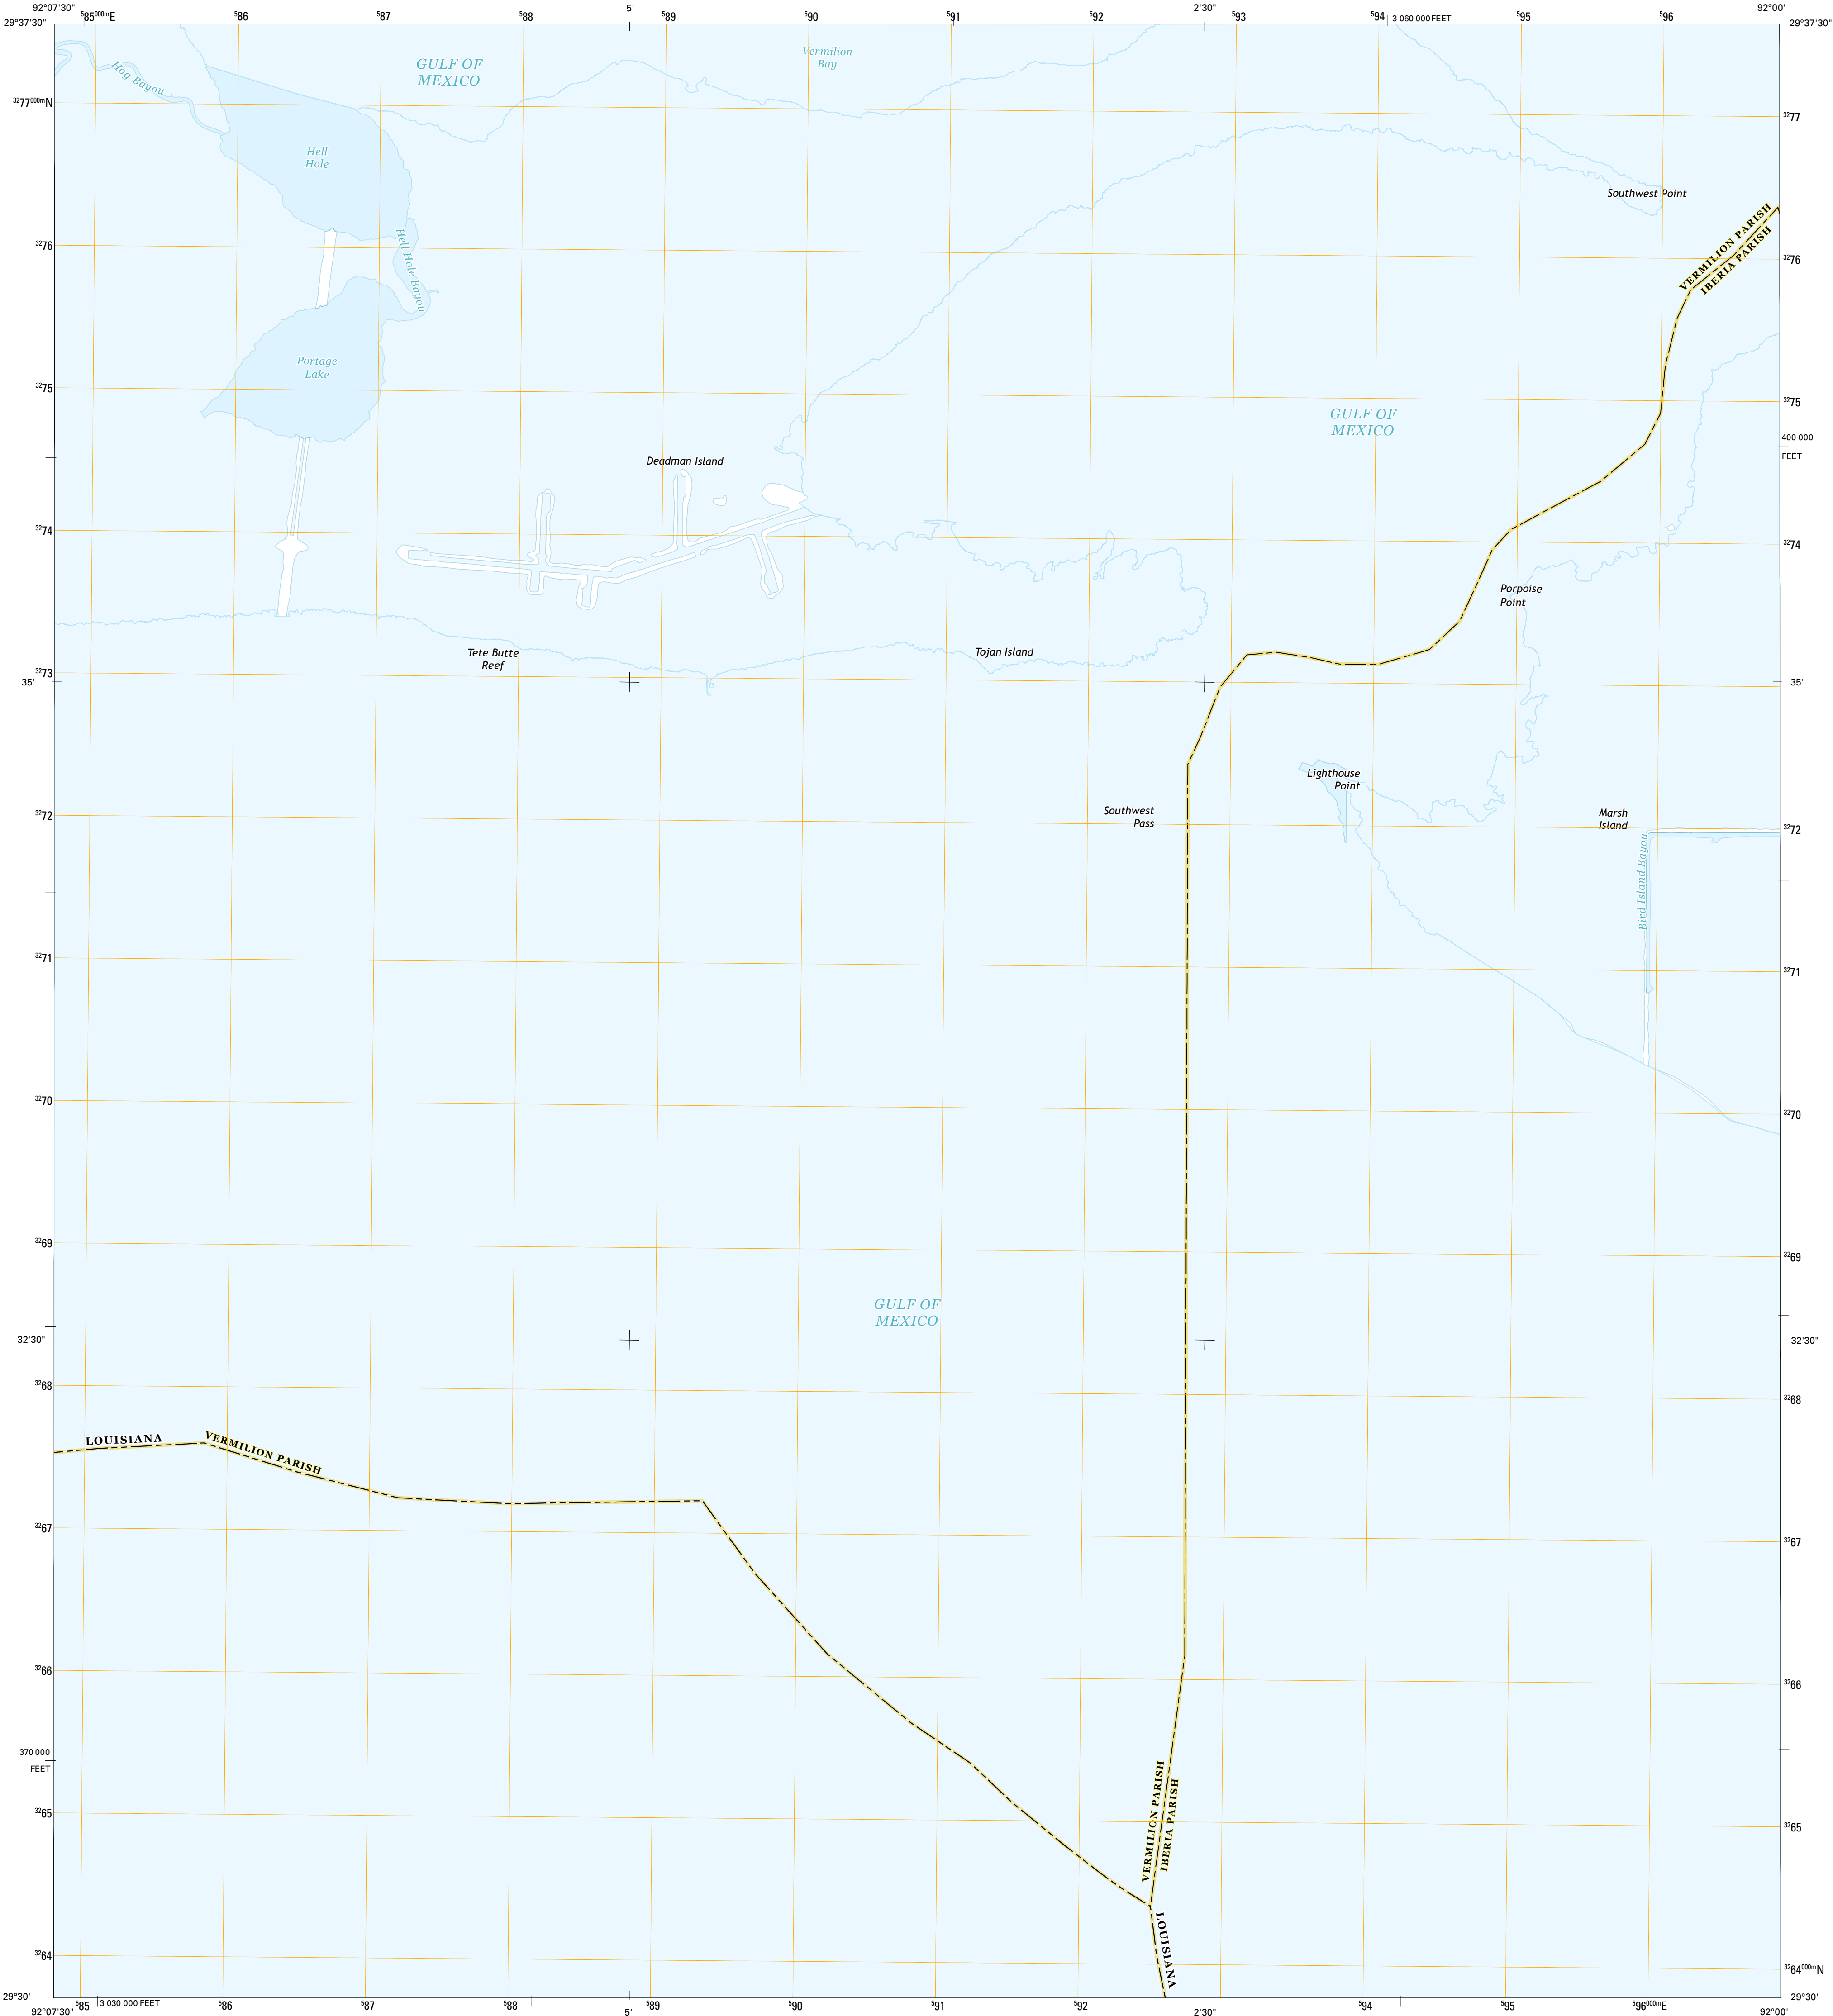 92°07'30"
⁵85⁰⁰⁰ᵐE
⁵86
⁵87
⁵88
5'
⁵89
⁵90
⁵91
⁵92
2'30"
⁵93
⁵94
3 060 000 FEET
⁵95
⁵96
92°00'
29°37'30"
29°37'30"
GULF OF
MEXICO
Vermilion
Bay
Hog Bayou
³²77⁰⁰⁰ᵐN
³²77
Hell
Hole
Southwest Point
VERMILION PARISH
IBERIA PARISH
Hell Hole Bayou
³²76
³²76
Portage
Lake
³²75
³²75
GULF OF
MEXICO
400 000
FEET
Deadman Island
³²74
³²74
Porpoise
Point
Tete Butte
Reef
Tojan Island
³²73
35'
35'
Lighthouse
Point
Southwest
Pass
Marsh
Island
³²72
³²72
Bird Island Bayou
³²71
³²71
³²70
³²70
³²69
³²69
GULF OF
MEXICO
32'30"
32'30"
³²68
³²68
LOUISIANA
VERMILION PARISH
³²67
³²67
³²66
³²66
370 000
FEET
VERMILION PARISH
IBERIA PARISH
³²65
³²65
LOUISIANA
³²64
³²64⁰⁰⁰ᵐN
29°30'
29°30'
92°07'30"
⁵85
3 030 000 FEET
⁵86
⁵87
⁵88
5'
⁵89
⁵90
⁵91
⁵92
2'30"
⁵94
⁵95
⁵96⁰⁰⁰ᵐE
92°00'